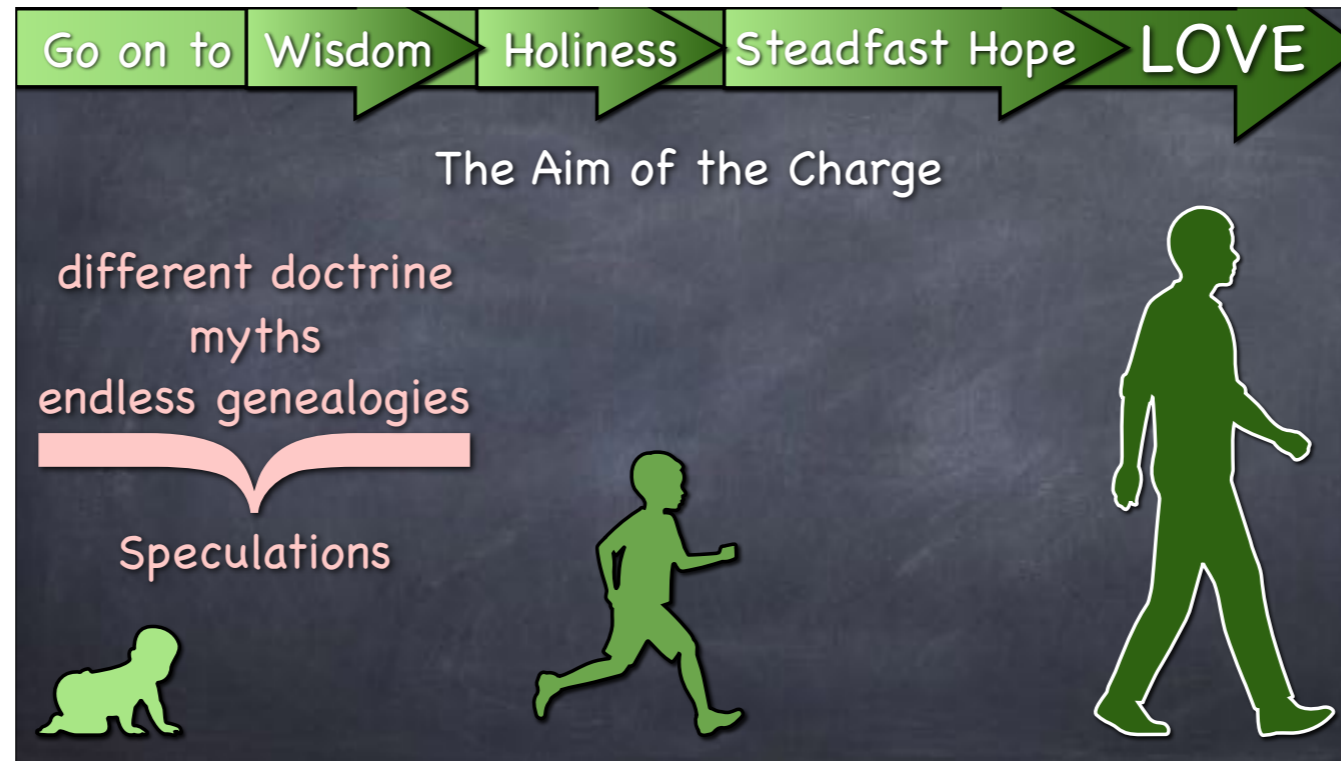 Go on to Wisdom Holiness Steadfast Hope LOVE
The Aim of the Charge
different doctrine
myths
endless genealogies
Speculations